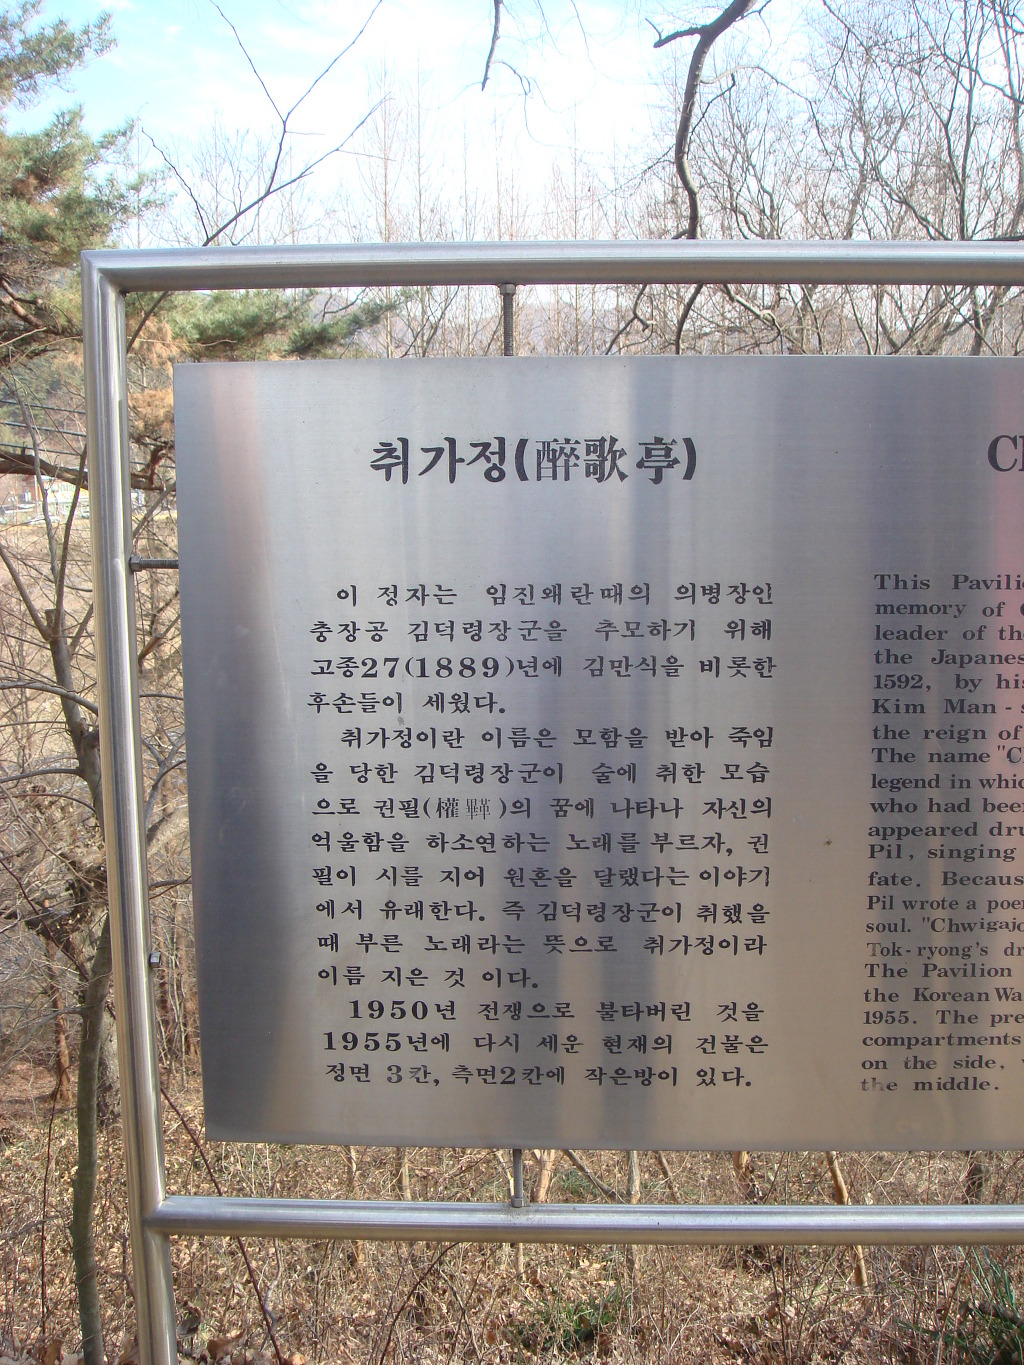 취가정(醉歌亭)
이 정자는 임진왜란때의 의병장인
충장공 김덕령장군을 추모하기 위해
고종27(1889)년에 김만식을 비롯한
후손들이 세웠다.
취가정이란 이름은 모함을 받아 죽임
을 당한 김덕령장군이 술에 취한 모습
으로 권필(權韠)의 꿈에 나타나 자신의
억울함을 하소연하는 노래를 부르자, 권
필이 시를 지어 원혼을 달랬다는 이야기
에서 유래한다. 즉 김덕령장군이 취했을
때 부른 노래라는 뜻으로 취가정이라
이름 지은 것 이다.
1950년 전쟁으로 불타버린 것을
1955년에 다시 세운 현재의 건물은
정면 3칸, 측면2칸에 작은방이 있다.
This
memory of
leader of
the
1592, by
Kim Man-
the reign of
The name
legend in
who had
appeared
Pil, singing
fate.
Pil wrote a
soul.
Tok-ryong's
The Pavilion
the Korean
1955. The
compartments
on the side,
the middle.